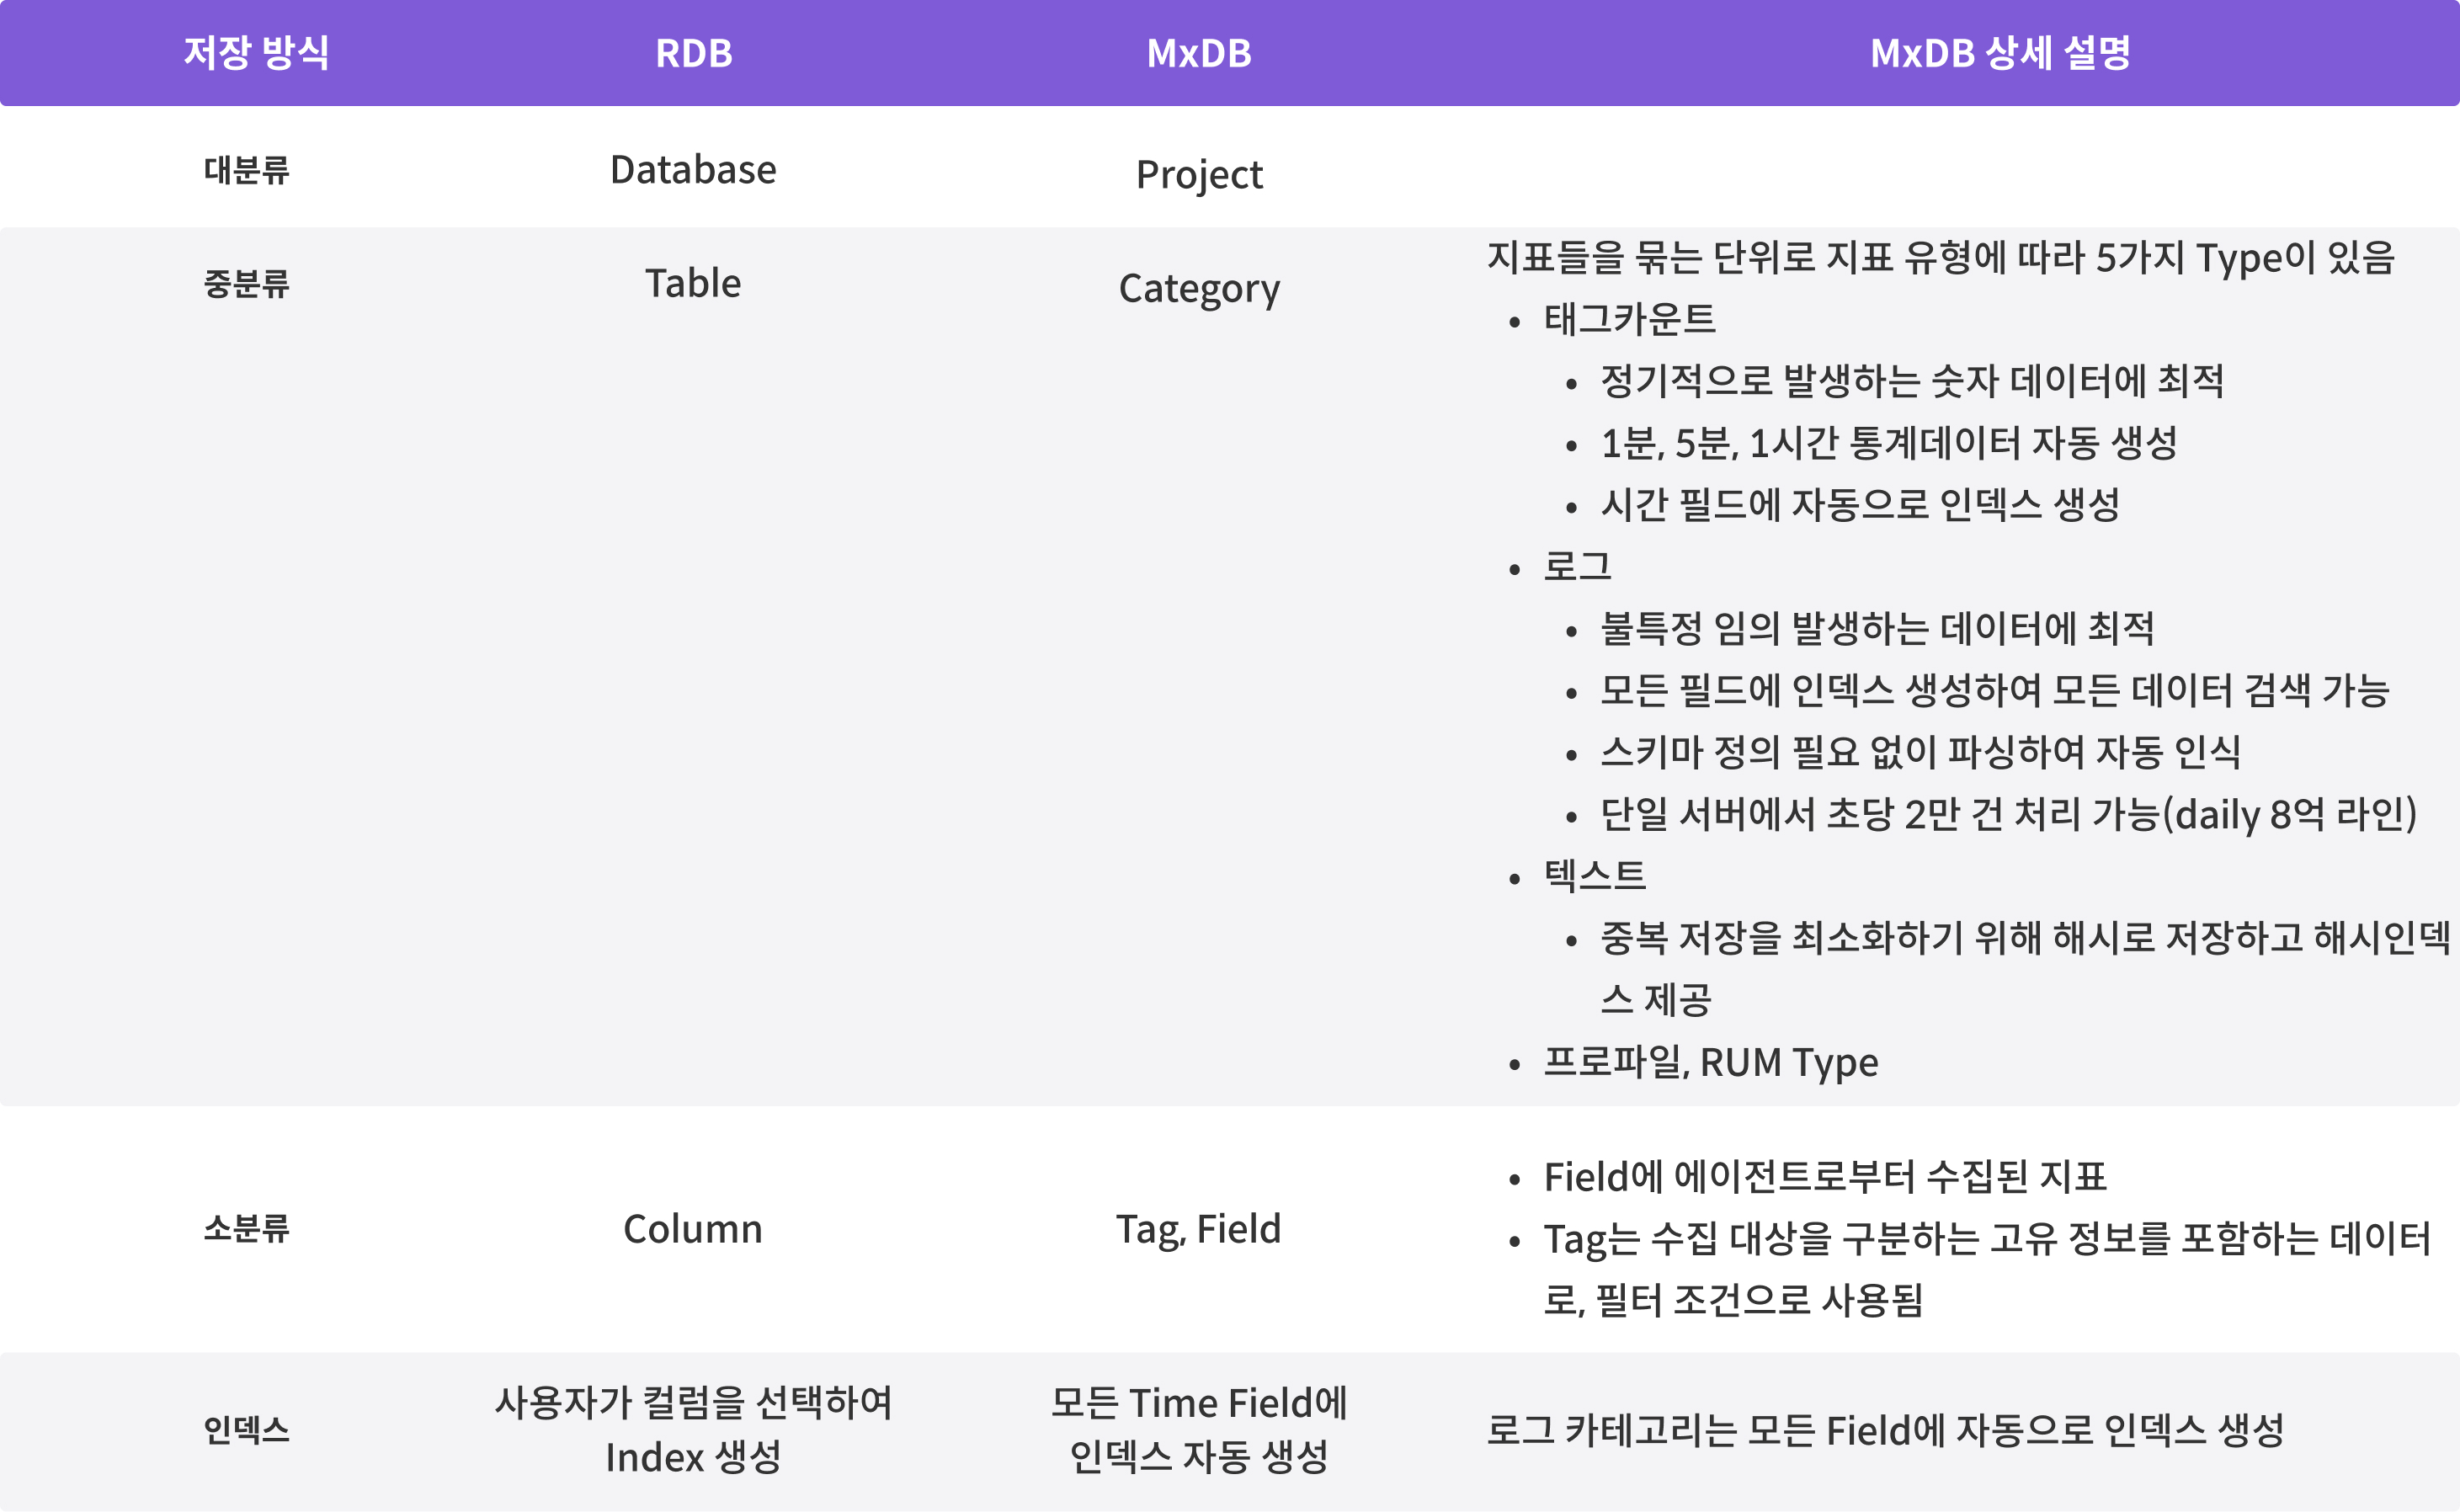 저장 방식 RDB MxDB MxDB 상세 설명
대분류 Database Project
중분류 Table Category
지표들을 묶는 단위로 지표 유형에 따라 5가지 Type이 있음
• 태그카운트
• 정기적으로 발생하는 숫자 데이터에 최적
• 1분, 5분, 1시간 통계데이터 자동 생성
• 시간 필드에 자동으로 인덱스 생성
• 로그
• 불특정 임의 발생하는 데이터에 최적
• 모든 필드에 인덱스 생성하여 모든 데이터 검색 가능
• 스키마 정의 필요 없이 파싱하여 자동 인식
• 단일 서버에서 초당 2만 건 처리 가능(daily 8억 라인)
• 텍스트
• 중복 저장을 최소화하기 위해 해시로 저장하고 해시인덱
스 제공
• 프로파일, RUM Type
소분류 Column Tag, Field
• Field에 에이전트로부터 수집된 지표
• Tag는 수집 대상을 구분하는 고유 정보를 포함하는 데이터
로, 필터 조건으로 사용됨
인덱스
사용자가 컬럼을 선택하여
Index 생성
모든 Time Field에
인덱스 자동 생성
로그 카테고리는 모든 Field에 자동으로 인덱스 생성